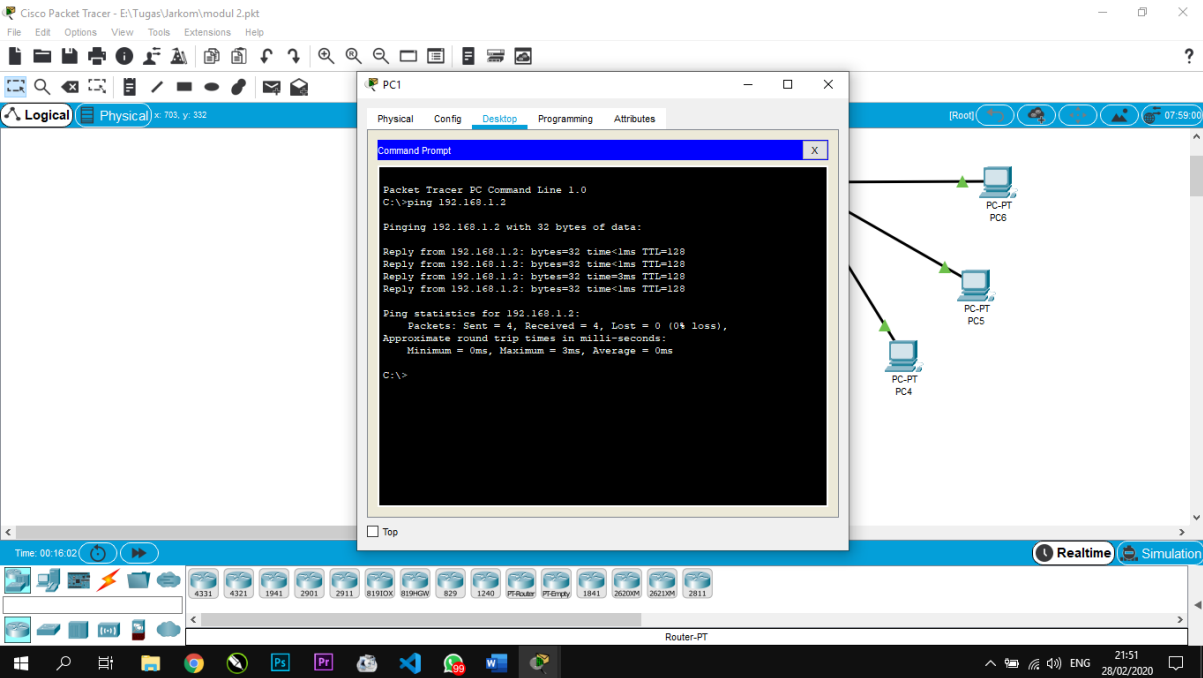 Cisco Packet Tracer - E:\Tugas\Jarkom\modul 2.pkt
File Edit Options View Tools Extensions Help
?
PC1
Logical
Physical
x: 703, y: 332
[Root]
07:59:00
Physical Config Desktop Programming Attributes
Command Prompt
X
Packet Tracer PC Command Line 1.0
C:\>ping 192.168.1.2
Pinging 192.168.1.2 with 32 bytes of data:
Reply from 192.168.1.2: bytes=32 time<1ms TTL=128
Reply from 192.168.1.2: bytes=32 time<1ms TTL=128
Reply from 192.168.1.2: bytes=32 time=3ms TTL=128
Reply from 192.168.1.2: bytes=32 time<1ms TTL=128
Ping statistics for 192.168.1.2:
Packets: Sent = 4, Received = 4, Lost = 0 (0% loss),
Approximate round trip times in milli-seconds:
Minimum = 0ms, Maximum = 3ms, Average = 0ms
C:\>
Top
PC-PT
PC6
PC-PT
PC5
PC-PT
PC4
Time: 00:16:02
Realtime
Simulation
4331 4321 1941 2901 2911 819IOX 819HGW 829 1240 PT-Router PT-Empty 1841 2620XM 2621XM 2811
Router-PT
Ps
Pr
99
W
ENG
21:51
28/02/2020